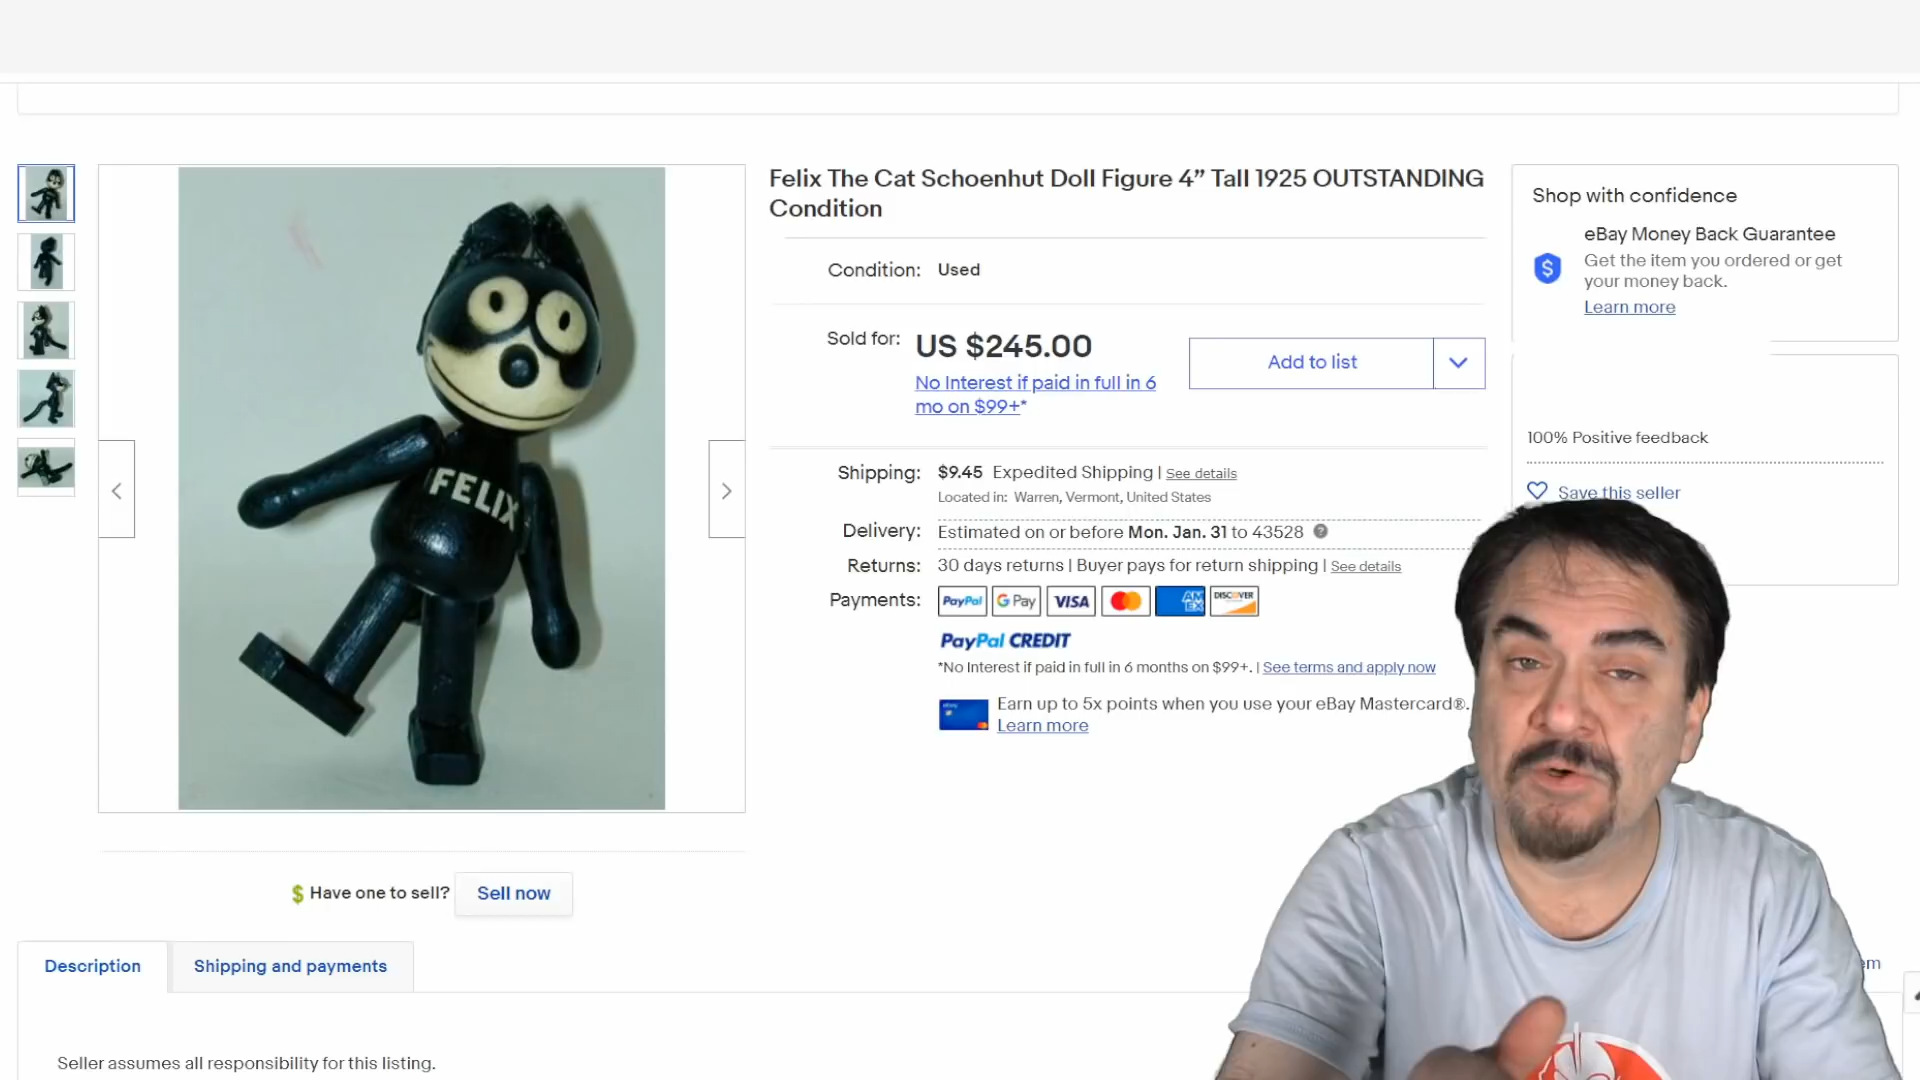 Felix The Cat Schoenhut Doll Figure 4” Tall 1925 OUTSTANDING
Condition
Condition: Used
Sold for: US $245.00
No Interest if paid in full in 6
mo on $99+*
Add to list
Shipping: $9.45 Expedited Shipping | See details
Located in: Warren, Vermont, United States
Delivery: Estimated on or before Mon. Jan. 31 to 43528 ?
Returns: 30 days returns | Buyer pays for return shipping | See details
Payments: PayPal G Pay VISA AM EX DISCOVER
PayPal CREDIT
*No Interest if paid in full in 6 months on $99+. | See terms and apply now
Earn up to 5x points when you use your eBay Mastercard®.
Learn more
Shop with confidence
eBay Money Back Guarantee
$
Get the item you ordered or get
your money back.
Learn more
100% Positive feedback
Save this seller
FELIX
$ Have one to sell? Sell now
Description
Shipping and payments
Seller assumes all responsibility for this listing.